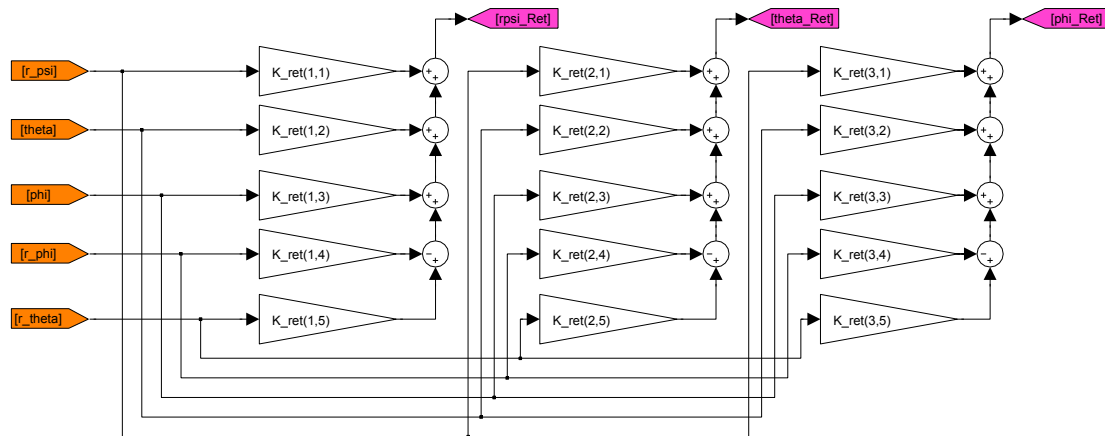 [rpsi_Ret] [theta_Ret] [phi_Ret]
[r_psi] K_ret(1,1) + + K_ret(2,1) + + K_ret(3,1) + +
[theta] K_ret(1,2) + + K_ret(2,2) + + K_ret(3,2) + +
[phi] K_ret(1,3) + + K_ret(2,3) + + K_ret(3,3) + +
[r_phi] K_ret(1,4) − + K_ret(2,4) − + K_ret(3,4) − +
[r_theta] K_ret(1,5) K_ret(2,5) K_ret(3,5)